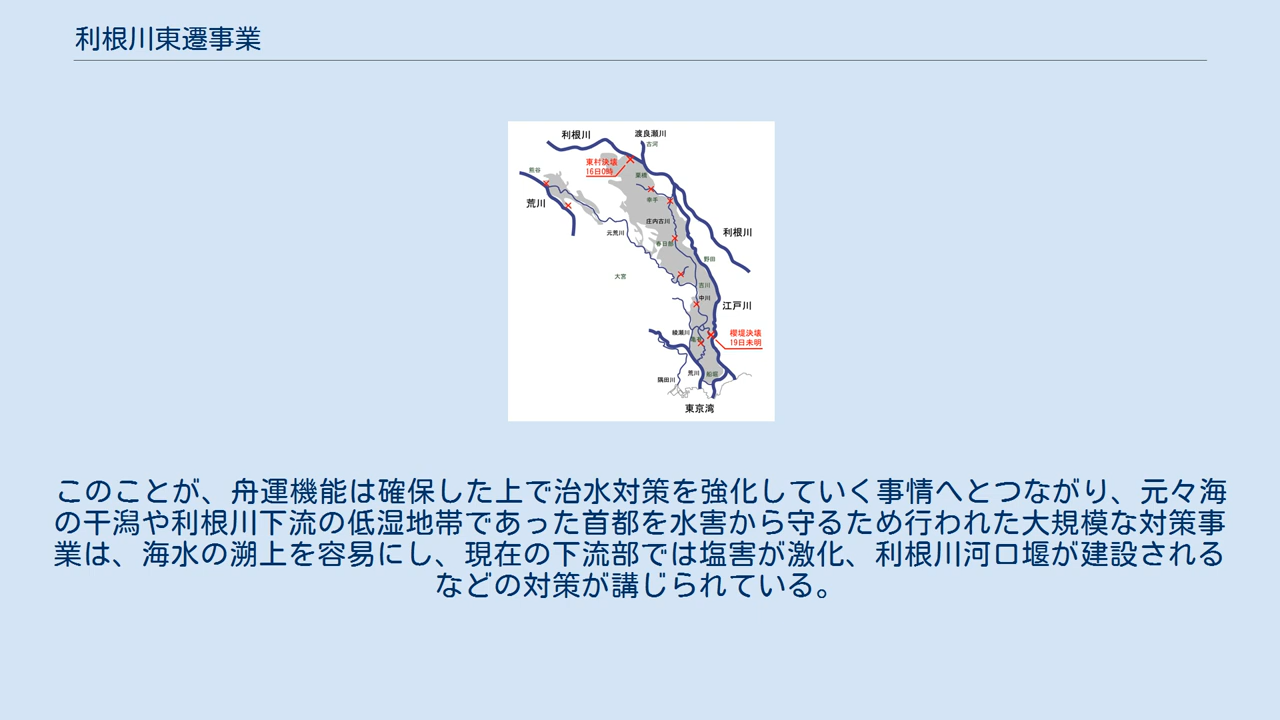 利根川東遷事業
利根川
渡良瀬川
古河
東村決壊
16日0時
熊谷
栗橋
荒川
幸手
庄内古川
元荒川
利根川
春日部
野田
大宮
吉川
中川
江戸川
綾瀬川
櫻堤決壊
19日未明
荒川
船堀
隅田川
東京湾
このことが、舟運機能は確保した上で治水対策を強化していく事情へとつながり、元々海
の干潟や利根川下流の低湿地帯であった首都を水害から守るため行われた大規模な対策事
業は、海水の溯上を容易にし、現在の下流部では塩害が激化、利根川河口堰が建設される
などの対策が講じられている。